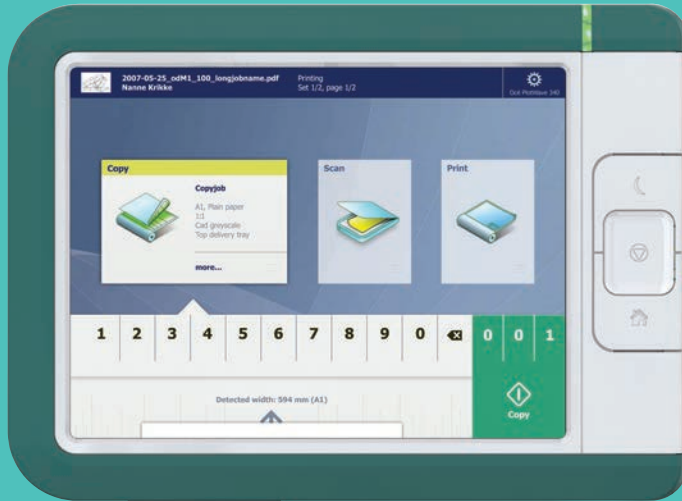 2007-05-25_odM1_100_longjobname.pdf
Nanne Krikke
Printing
Set 1/2, page 1/2
Océ PlotWave 340
Copy
Copyjob
A1, Plain paper
1:1
Cad greyscale
Top delivery tray
more...
Scan
Print
1 2 3 4 5 6 7 8 9 0
0 0 1
Detected width: 594 mm (A1)
Copy